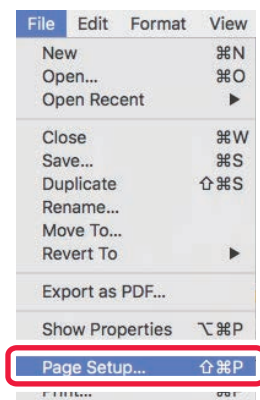 File Edit Format View
New ⌘N
Open... ⌘O
Open Recent ▶
Close ⌘W
Save... ⌘S
Duplicate ⇧⌘S
Rename...
Move To...
Revert To ▶
Export as PDF...
Show Properties ⌥⌘P
Page Setup... ⇧⌘P
Print... ⌘P